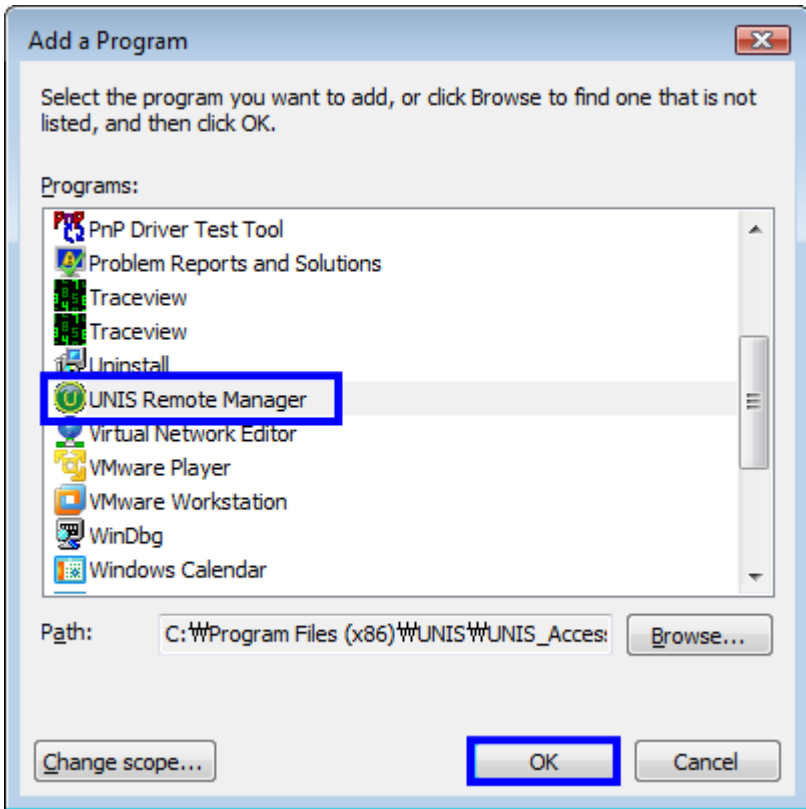 Add a Program
Select the program you want to add, or click Browse to find one that is not
listed, and then click OK.
Programs:
PnP Driver Test Tool
Problem Reports and Solutions
Traceview
Traceview
Uninstall
UNIS Remote Manager
Virtual Network Editor
VMware Player
VMware Workstation
WinDbg
Windows Calendar
Path: C:₩Program Files (x86)₩UNIS₩UNIS_Access Browse...
Change scope... OK Cancel